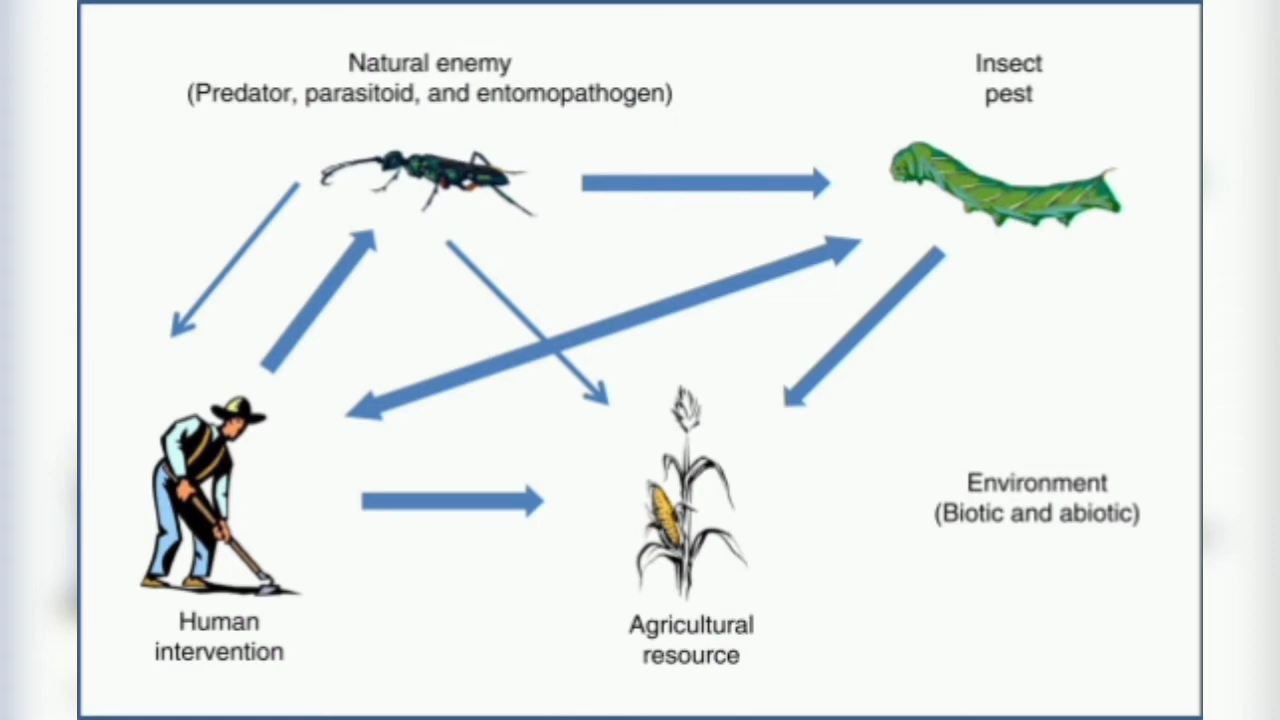 Natural enemy
(Predator, parasitoid, and entomopathogen)
Insect
pest
Environment
(Biotic and abiotic)
Human
intervention
Agricultural
resource